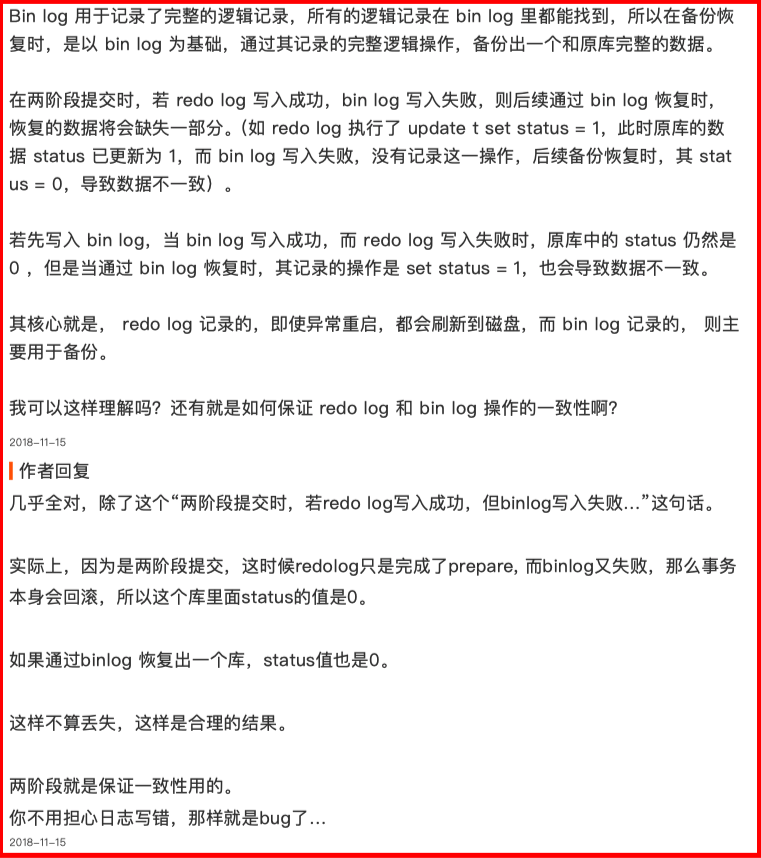 Bin log 用于记录了完整的逻辑记录，所有的逻辑记录在 bin log 里都能找到，所以在备份恢
复时，是以 bin log 为基础，通过其记录的完整逻辑操作，备份出一个和原库完整的数据。
在两阶段提交时，若 redo log 写入成功，bin log 写入失败，则后续通过 bin log 恢复时，
恢复的数据将会缺失一部分。（如 redo log 执行了 update t set status = 1，此时原库的数
据 status 已更新为 1，而 bin log 写入失败，没有记录这一操作，后续备份恢复时，其 stat
us = 0，导致数据不一致）。
若先写入 bin log，当 bin log 写入成功，而 redo log 写入失败时，原库中的 status 仍然是
0 ，但是当通过 bin log 恢复时，其记录的操作是 set status = 1，也会导致数据不一致。
其核心就是， redo log 记录的，即使异常重启，都会刷新到磁盘，而 bin log 记录的， 则主
要用于备份。
我可以这样理解吗？还有就是如何保证 redo log 和 bin log 操作的一致性啊？
2018-11-15
作者回复
几乎全对，除了这个“两阶段提交时，若redo log写入成功，但binlog写入失败...”这句话。
实际上，因为是两阶段提交，这时候redolog只是完成了prepare, 而binlog又失败，那么事务
本身会回滚，所以这个库里面status的值是0。
如果通过binlog 恢复出一个库，status值也是0。
这样不算丢失，这样是合理的结果。
两阶段就是保证一致性用的。
你不用担心日志写错，那样就是bug了...
2018-11-15